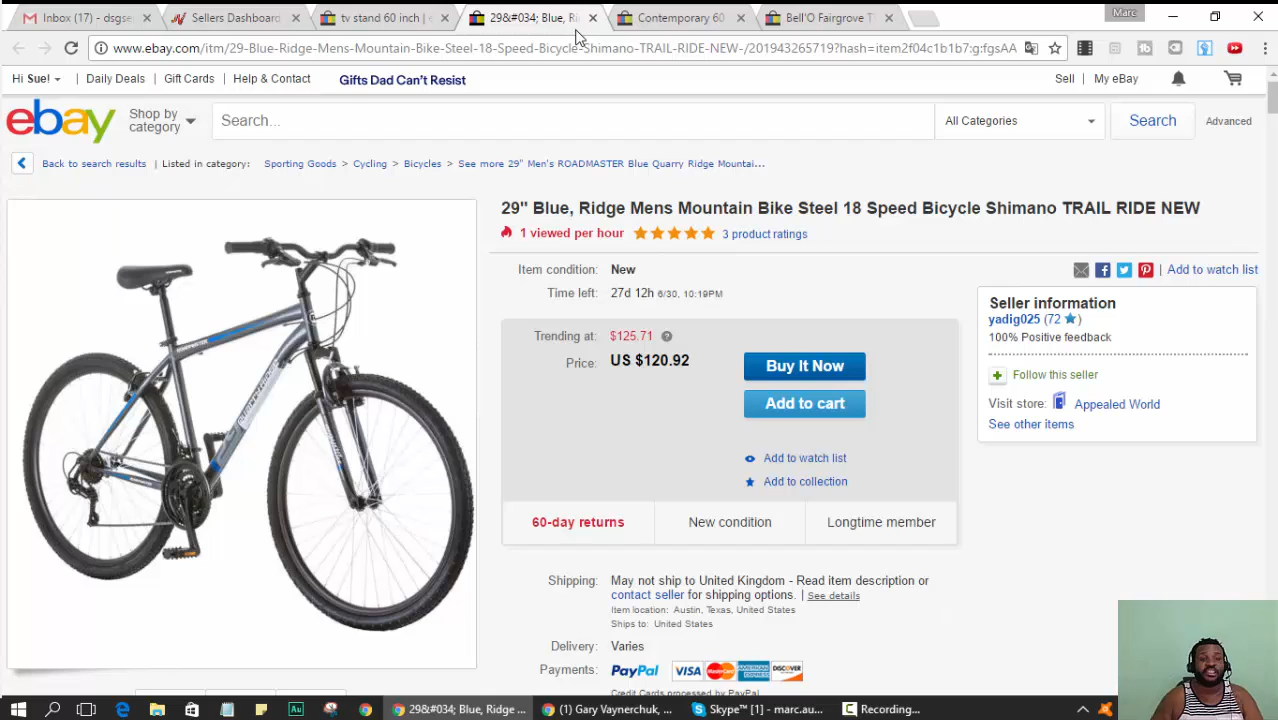 Inbox (17) - dsgse
Sellers Dashboard
tv stand 60 inch | 
29&#034; Blue, Ri
Contemporary 60
Bell'O Fairgrove T
Marc
www.ebay.com/itm/29-Blue-Ridge-Mens-Mountain-Bike-Steel-18-Speed-Bicycle-Shimano-TRAIL-RIDE-NEW-/201943265719?hash=item2f04c1b1b7:g:fgsAA
Hi Sue! Daily Deals | Gift Cards | Help & Contact Gifts Dad Can't Resist Sell | My eBay
ebay Shop by category Search... All Categories Search Advanced
Back to search results | Listed in category: Sporting Goods > Cycling > Bicycles > See more 29" Men's ROADMASTER Blue Quarry Ridge Mountai...
29" Blue, Ridge Mens Mountain Bike Steel 18 Speed Bicycle Shimano TRAIL RIDE NEW
1 viewed per hour 3 product ratings
Item condition: New
| Add to watch list
Time left: 27d 12h 6/30, 10:19PM
Seller information
yadig025 (72 )
100% Positive feedback
Trending at: $125.71
Price: US $120.92
Buy It Now
Add to cart
Follow this seller
Visit store: Appealed World
See other items
Add to watch list
Add to collection
60-day returns New condition Longtime member
Shipping: May not ship to United Kingdom - Read item description or
contact seller for shipping options. | See details
Item location: Austin, Texas, United States
Ships to: United States
Delivery: Varies
Payments: PayPal VISA MasterCard DISCOVER
Credit Cards processed by PayPal
29&#034; Blue, Ridge ...
(1) Gary Vaynerchuk, ...
Skype™ [1] - marc.au...
Recording...